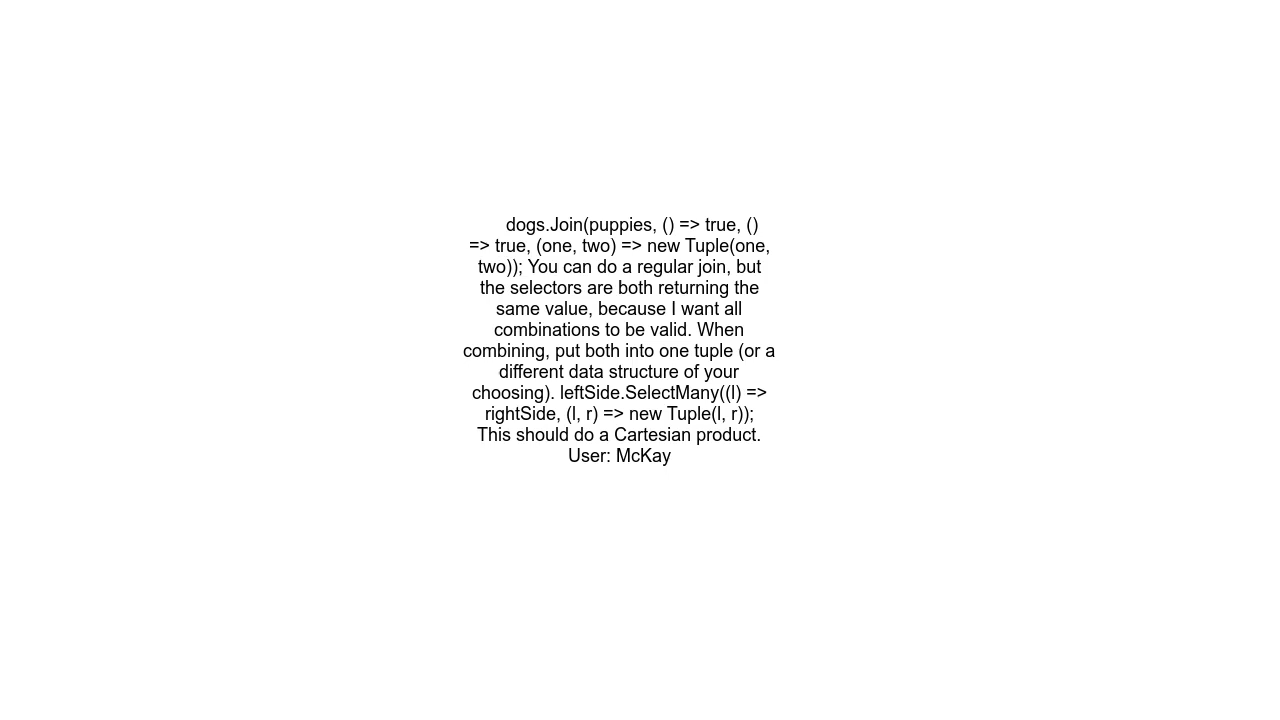 dogs.Join(puppies, () => true, ()
=> true, (one, two) => new Tuple(one,
two)); You can do a regular join, but
the selectors are both returning the
same value, because I want all
combinations to be valid. When
combining, put both into one tuple (or a
different data structure of your
choosing). leftSide.SelectMany((l) =>
rightSide, (l, r) => new Tuple(l, r));
This should do a Cartesian product.
User: McKay